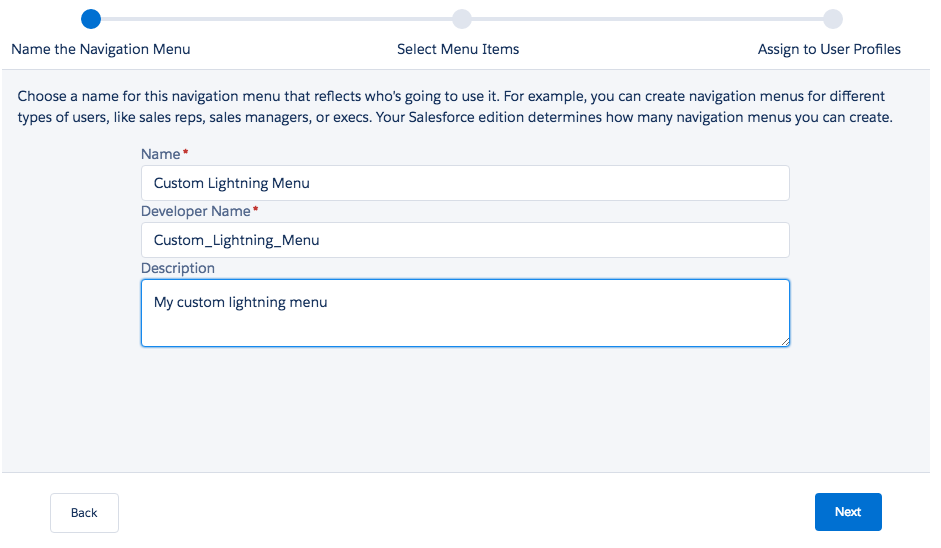 Name the Navigation Menu
Select Menu Items
Assign to User Profiles
Choose a name for this navigation menu that reflects who's going to use it. For example, you can create navigation menus for different
types of users, like sales reps, sales managers, or execs. Your Salesforce edition determines how many navigation menus you can create.
Name*
Custom Lightning Menu
Developer Name*
Custom_Lightning_Menu
Description
My custom lightning menu
Back
Next